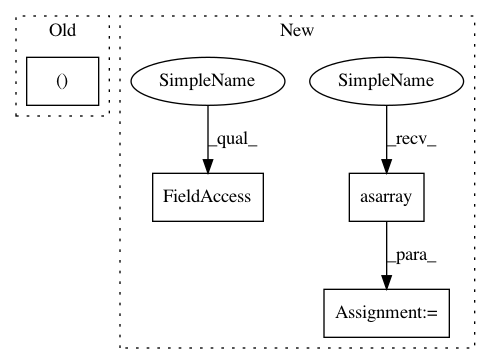 Old
New
()
SimpleName
SimpleName
_qual_
_recv_
FieldAccess
asarray
_para_
Assignment:=